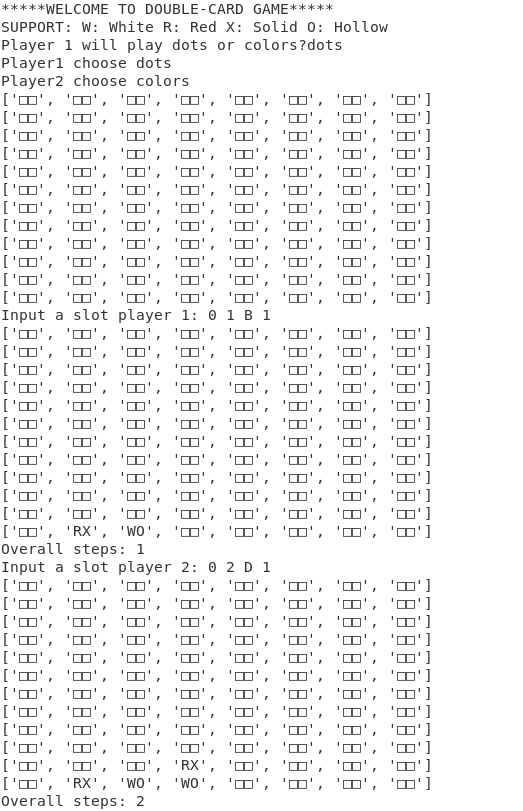 *****WELCOME TO DOUBLE-CARD GAME*****
SUPPORT: W: White R: Red X: Solid O: Hollow
Player 1 will play dots or colors?dots
Player1 choose dots
Player2 choose colors
['□□', '□□', '□□', '□□', '□□', '□□', '□□', '□□']
['□□', '□□', '□□', '□□', '□□', '□□', '□□', '□□']
['□□', '□□', '□□', '□□', '□□', '□□', '□□', '□□']
['□□', '□□', '□□', '□□', '□□', '□□', '□□', '□□']
['□□', '□□', '□□', '□□', '□□', '□□', '□□', '□□']
['□□', '□□', '□□', '□□', '□□', '□□', '□□', '□□']
['□□', '□□', '□□', '□□', '□□', '□□', '□□', '□□']
['□□', '□□', '□□', '□□', '□□', '□□', '□□', '□□']
['□□', '□□', '□□', '□□', '□□', '□□', '□□', '□□']
['□□', '□□', '□□', '□□', '□□', '□□', '□□', '□□']
['□□', '□□', '□□', '□□', '□□', '□□', '□□', '□□']
['□□', '□□', '□□', '□□', '□□', '□□', '□□', '□□']
Input a slot player 1: 0 1 B 1
['□□', '□□', '□□', '□□', '□□', '□□', '□□', '□□']
['□□', '□□', '□□', '□□', '□□', '□□', '□□', '□□']
['□□', '□□', '□□', '□□', '□□', '□□', '□□', '□□']
['□□', '□□', '□□', '□□', '□□', '□□', '□□', '□□']
['□□', '□□', '□□', '□□', '□□', '□□', '□□', '□□']
['□□', '□□', '□□', '□□', '□□', '□□', '□□', '□□']
['□□', '□□', '□□', '□□', '□□', '□□', '□□', '□□']
['□□', '□□', '□□', '□□', '□□', '□□', '□□', '□□']
['□□', '□□', '□□', '□□', '□□', '□□', '□□', '□□']
['□□', '□□', '□□', '□□', '□□', '□□', '□□', '□□']
['□□', '□□', '□□', '□□', '□□', '□□', '□□', '□□']
['□□', 'RX', 'WO', '□□', '□□', '□□', '□□', '□□']
Overall steps: 1
Input a slot player 2: 0 2 D 1
['□□', '□□', '□□', '□□', '□□', '□□', '□□', '□□']
['□□', '□□', '□□', '□□', '□□', '□□', '□□', '□□']
['□□', '□□', '□□', '□□', '□□', '□□', '□□', '□□']
['□□', '□□', '□□', '□□', '□□', '□□', '□□', '□□']
['□□', '□□', '□□', '□□', '□□', '□□', '□□', '□□']
['□□', '□□', '□□', '□□', '□□', '□□', '□□', '□□']
['□□', '□□', '□□', '□□', '□□', '□□', '□□', '□□']
['□□', '□□', '□□', '□□', '□□', '□□', '□□', '□□']
['□□', '□□', '□□', '□□', '□□', '□□', '□□', '□□']
['□□', '□□', '□□', '□□', '□□', '□□', '□□', '□□']
['□□', '□□', '□□', 'RX', '□□', '□□', '□□', '□□']
['□□', 'RX', 'WO', 'WO', '□□', '□□', '□□', '□□']
Overall steps: 2